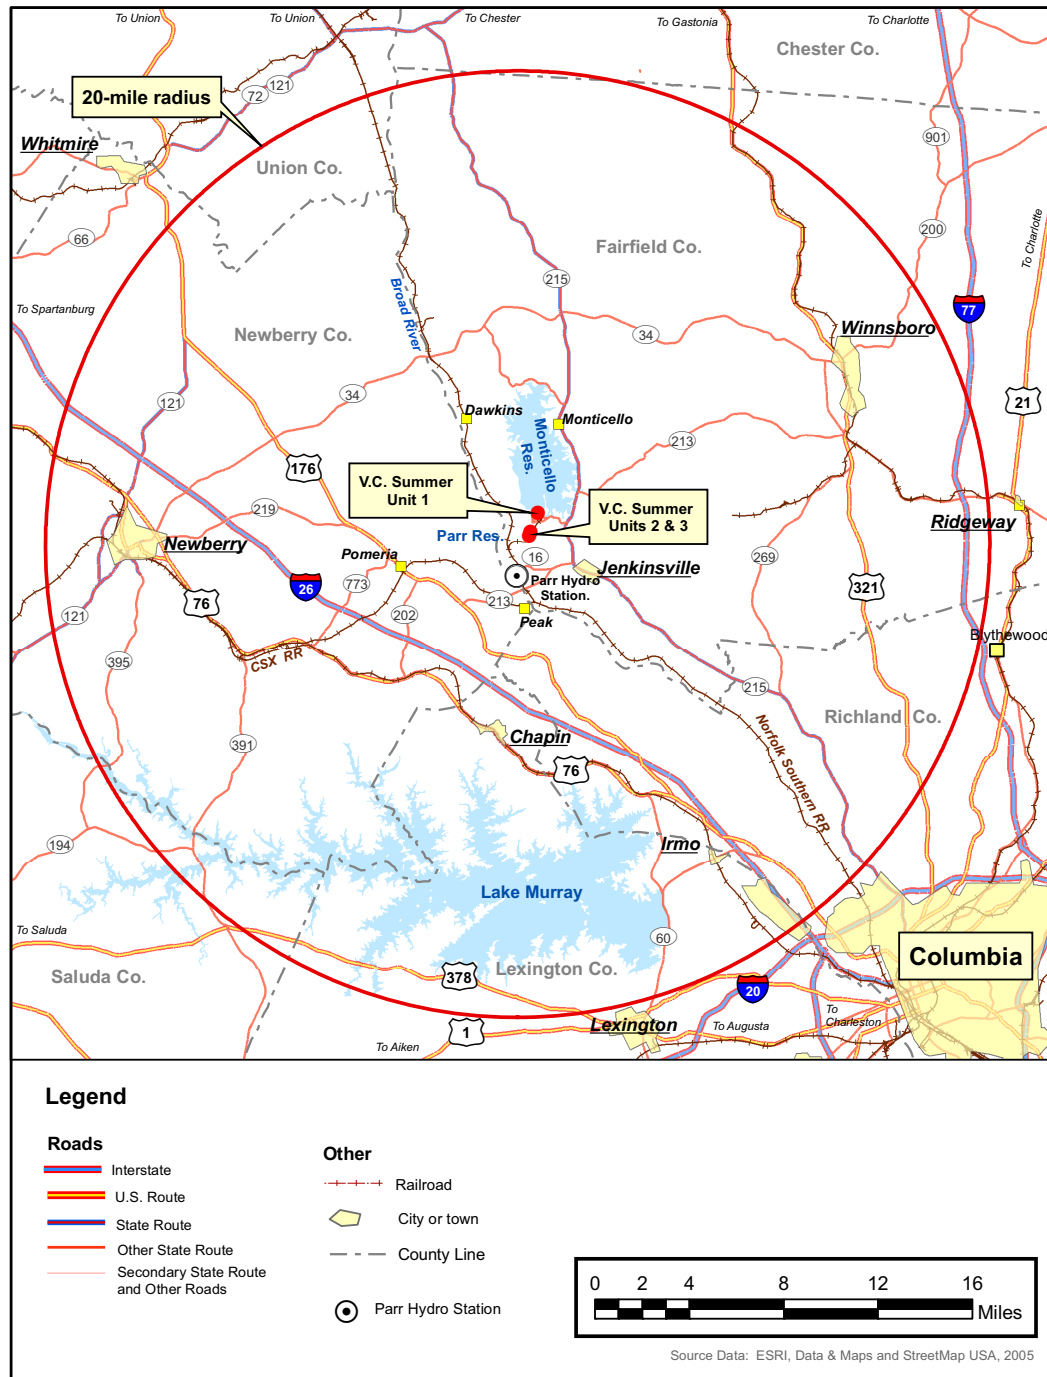 To Union
To Union
To Chester
To Gastonia
To Charlotte
Chester Co.
20-mile radius
72
121
901
Whitmire
Union Co.
66
200
To Charlotte
Fairfield Co.
215
To Spartanburg
Broad River
77
Newberry Co.
34
Winnsboro
34
121
21
Dawkins
Monticello
Monticello
Res.
213
176
V.C. Summer
Unit 1
V.C. Summer
Units 2 & 3
219
Ridgeway
Newberry
Parr Res.
Pomeria
16
269
Jenkinsville
26
773
Parr Hydro
Station.
321
76
213
121
202
Peak
Blythewood
395
CSX RR
215
391
Richland Co.
Norfolk Southern RR
Chapin
76
194
Irmo
Lake Murray
To Saluda
60
Columbia
Saluda Co.
378
Lexington Co.
20
Lexington
To
Charleston
1
To Augusta
To Aiken
Legend
Roads
Interstate
U.S. Route
State Route
Other State Route
Secondary State Route
and Other Roads
Other
Railroad
City or town
County Line
Parr Hydro Station
0 2 4 8 12 16
Miles
Source Data: ESRI, Data & Maps and StreetMap USA, 2005